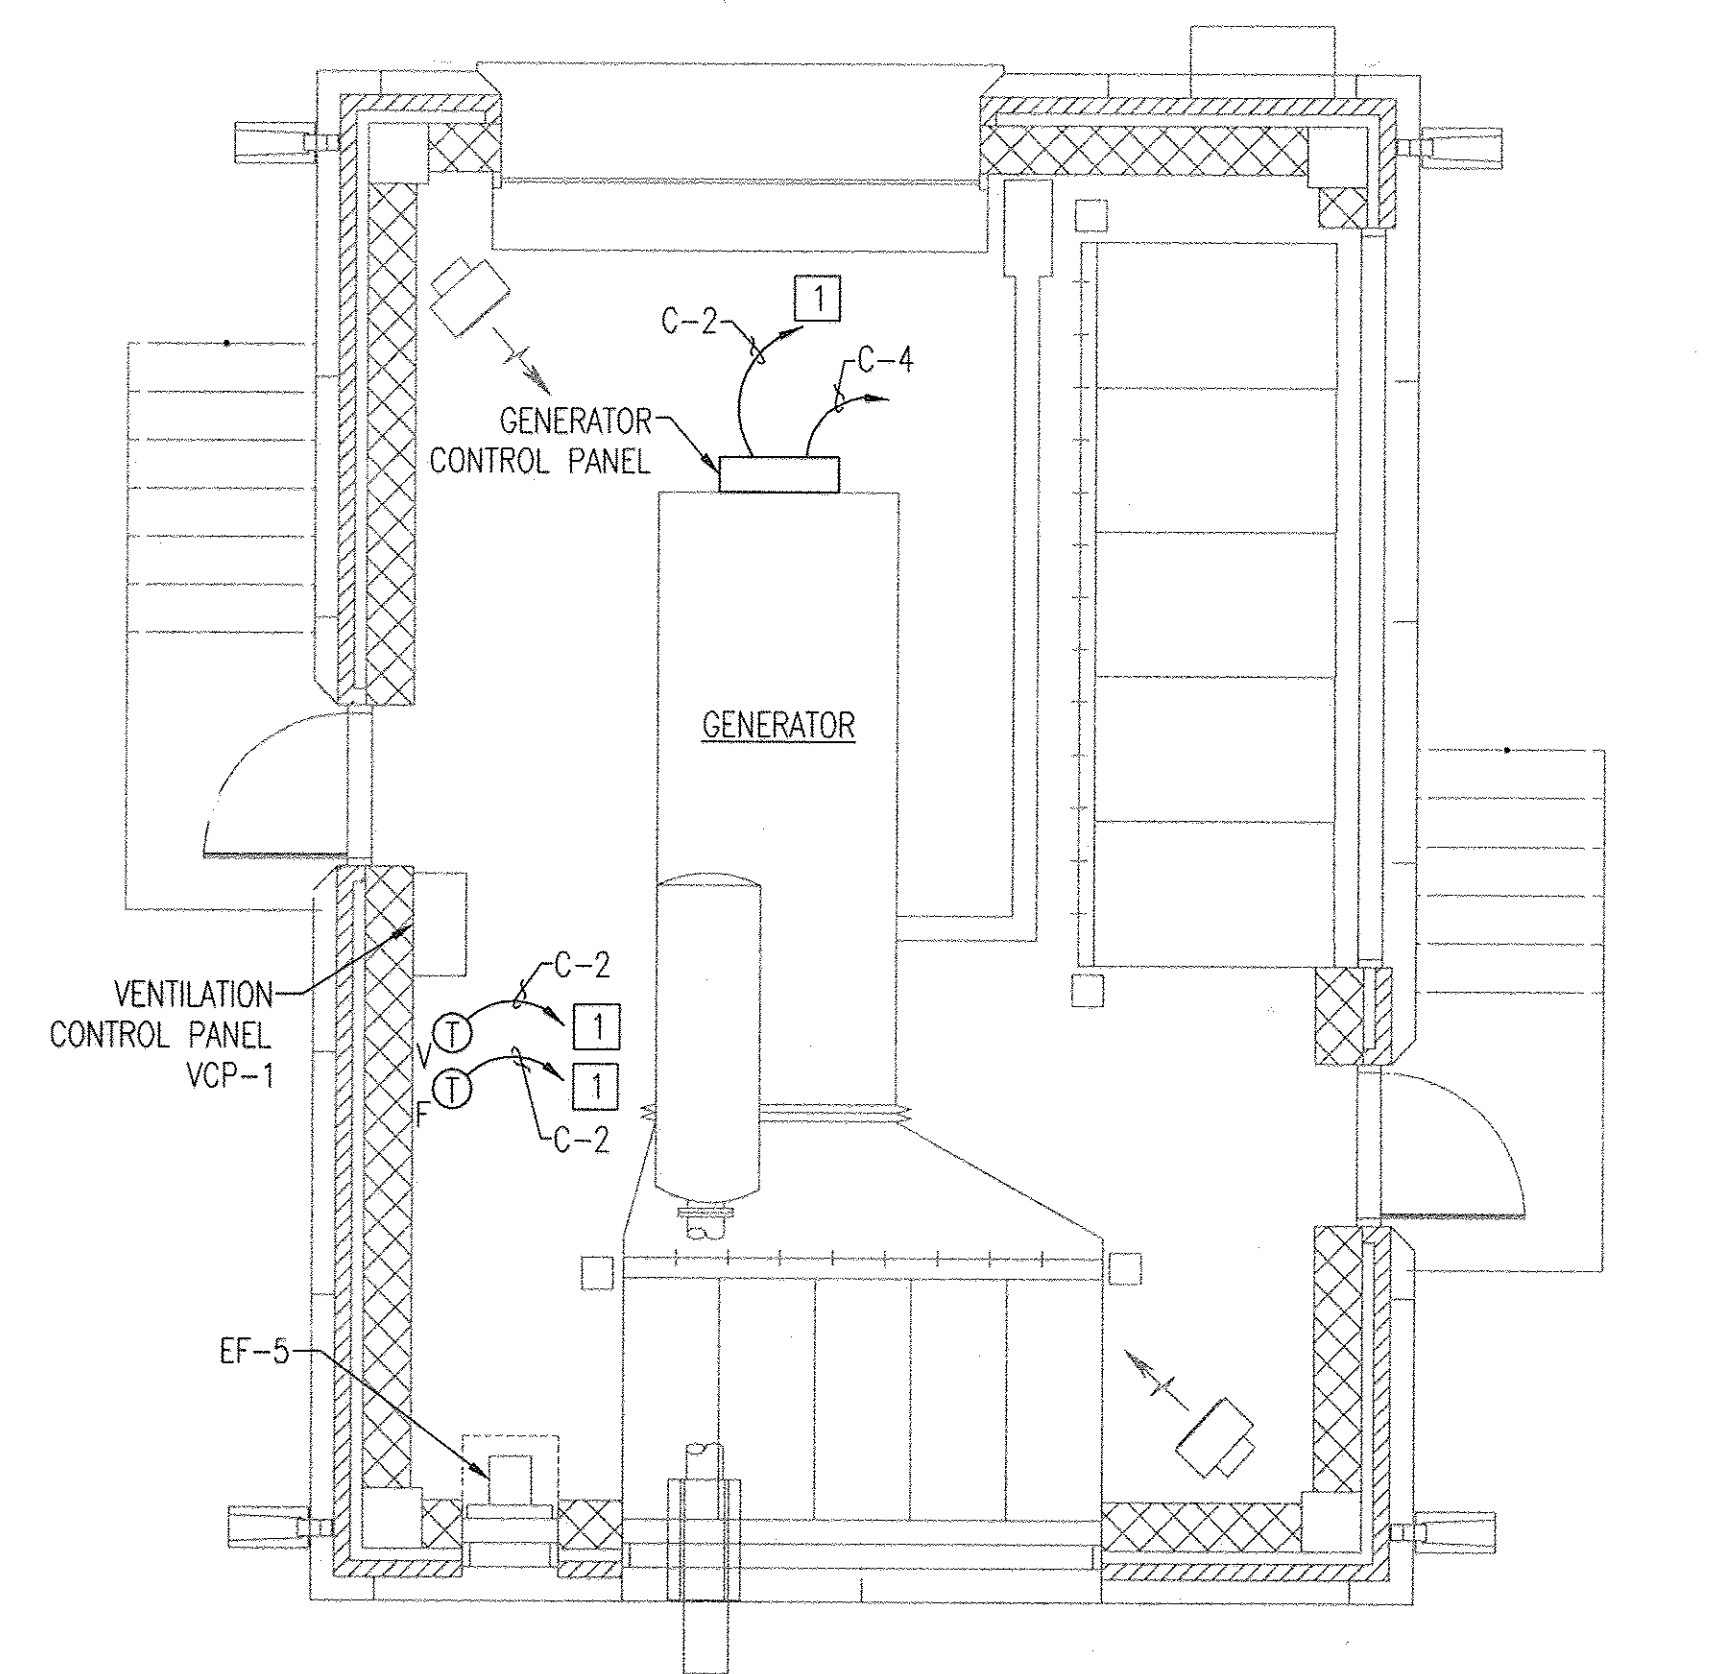 1
C-2
C-4
GENERATOR
CONTROL PANEL
GENERATOR
C-2
VENTILATION
CONTROL PANEL
VCP-1
V
T
1
F
T
1
C-2
EF-5